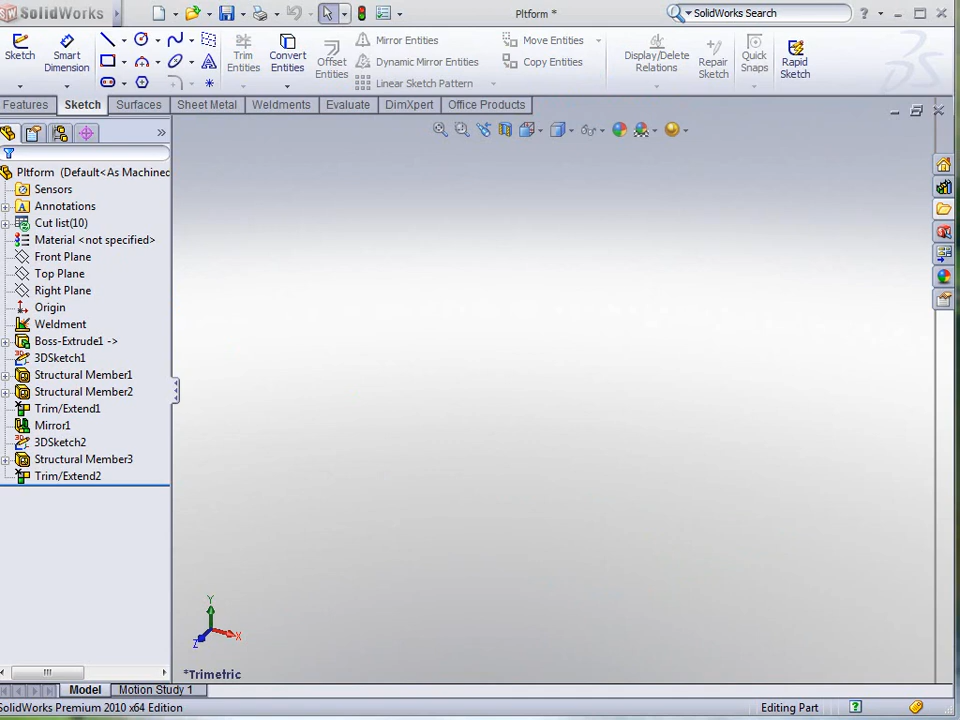 SolidWorks
Pltform *
SolidWorks Search
Sketch
Smart Dimension
Trim Entities
Convert Entities
Offset Entities
Mirror Entities
Dynamic Mirror Entities
Linear Sketch Pattern
Move Entities
Copy Entities
Display/Delete Relations
Repair Sketch
Quick Snaps
Rapid Sketch
Features
Sketch
Surfaces
Sheet Metal
Weldments
Evaluate
DimXpert
Office Products
Pltform (Default<As Machined
Sensors
Annotations
Cut list(10)
Material <not specified>
Front Plane
Top Plane
Right Plane
Origin
Weldment
Boss-Extrude1 ->
3DSketch1
Structural Member1
Structural Member2
Trim/Extend1
Mirror1
3DSketch2
Structural Member3
Trim/Extend2
Y
X
Z
*Trimetric
Model
Motion Study 1
SolidWorks Premium 2010 x64 Edition
Editing Part